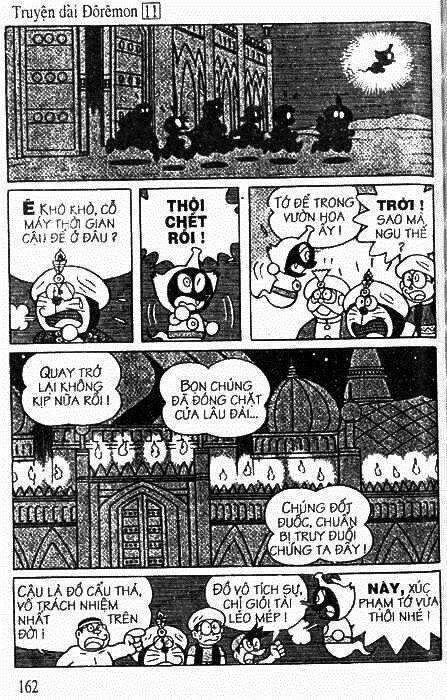 Truyện dài Đôrêmon 11
Ê KHÒ KHÒ, CỖ
MÁY THỜI GIAN
CẬU ĐỂ Ở ĐÂU ?
THÔI
CHẾT
RỒI !
TỚ ĐỂ TRONG
VƯỜN HOA
ẤY !
TRỜI !
SAO MÀ
NGU THẾ
?
QUAY TRỞ
LẠI KHÔNG
KỊP NỮA RỒI !
BỌN CHÚNG
ĐÃ ĐÓNG CHẶT
CỬA LÂU ĐÀI...
CHÚNG ĐỐT
ĐUỐC, CHUẨN
BỊ TRUY ĐUỔI
CHÚNG TA ĐẤY !
CẬU LÀ ĐỒ CẨU THẢ,
VÔ TRÁCH NHIỆM
NHẤT TRÊN
ĐỜI !
ĐỒ VÔ TÍCH SỰ,
CHỈ GIỎI TÀI
LẺO MÉP !
NÀY, XÚC
PHẠM TỚ VỪA
THÔI NHÉ !
162